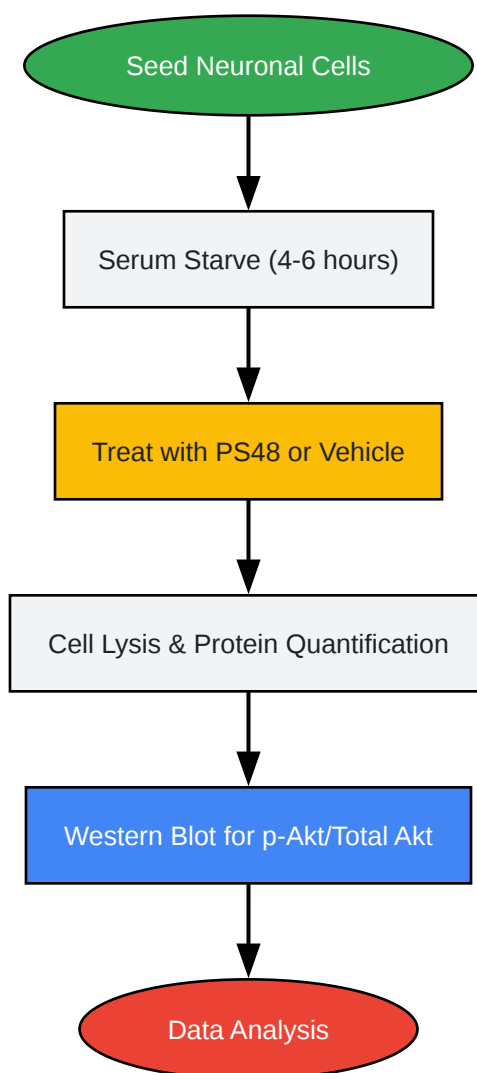 Seed Neuronal Cells
Serum Starve (4-6 hours)
Treat with PS48 or Vehicle
Cell Lysis & Protein Quantification
Western Blot for p-Akt/Total Akt
Data Analysis